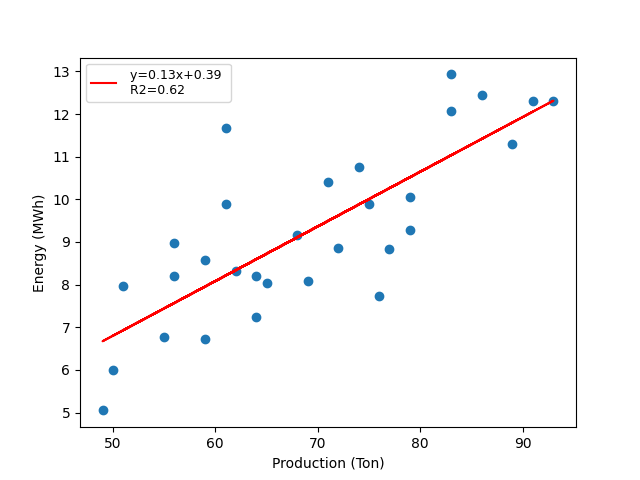 y=0.13x+0.39
R2=0.62
13
12
11
10
9
8
7
6
5
Energy (MWh)
50 60 70 80 90
Production (Ton)